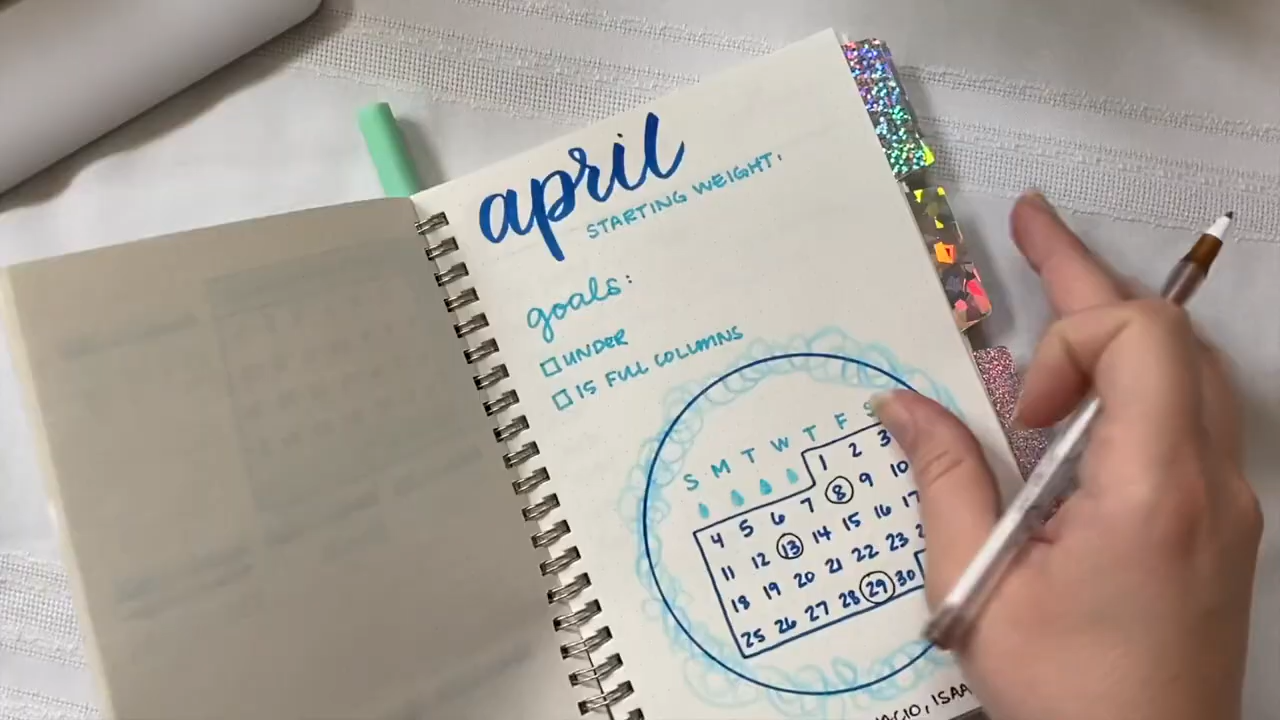 april
STARTING WEIGHT:
goals:
UNDER
15 FULL COLUMNS
S M T W T F S
1 2 3
4 5 6 7 8 9 10
11 12 13 14 15 16 17
18 19 20 21 22 23
25 26 27 28 29 30